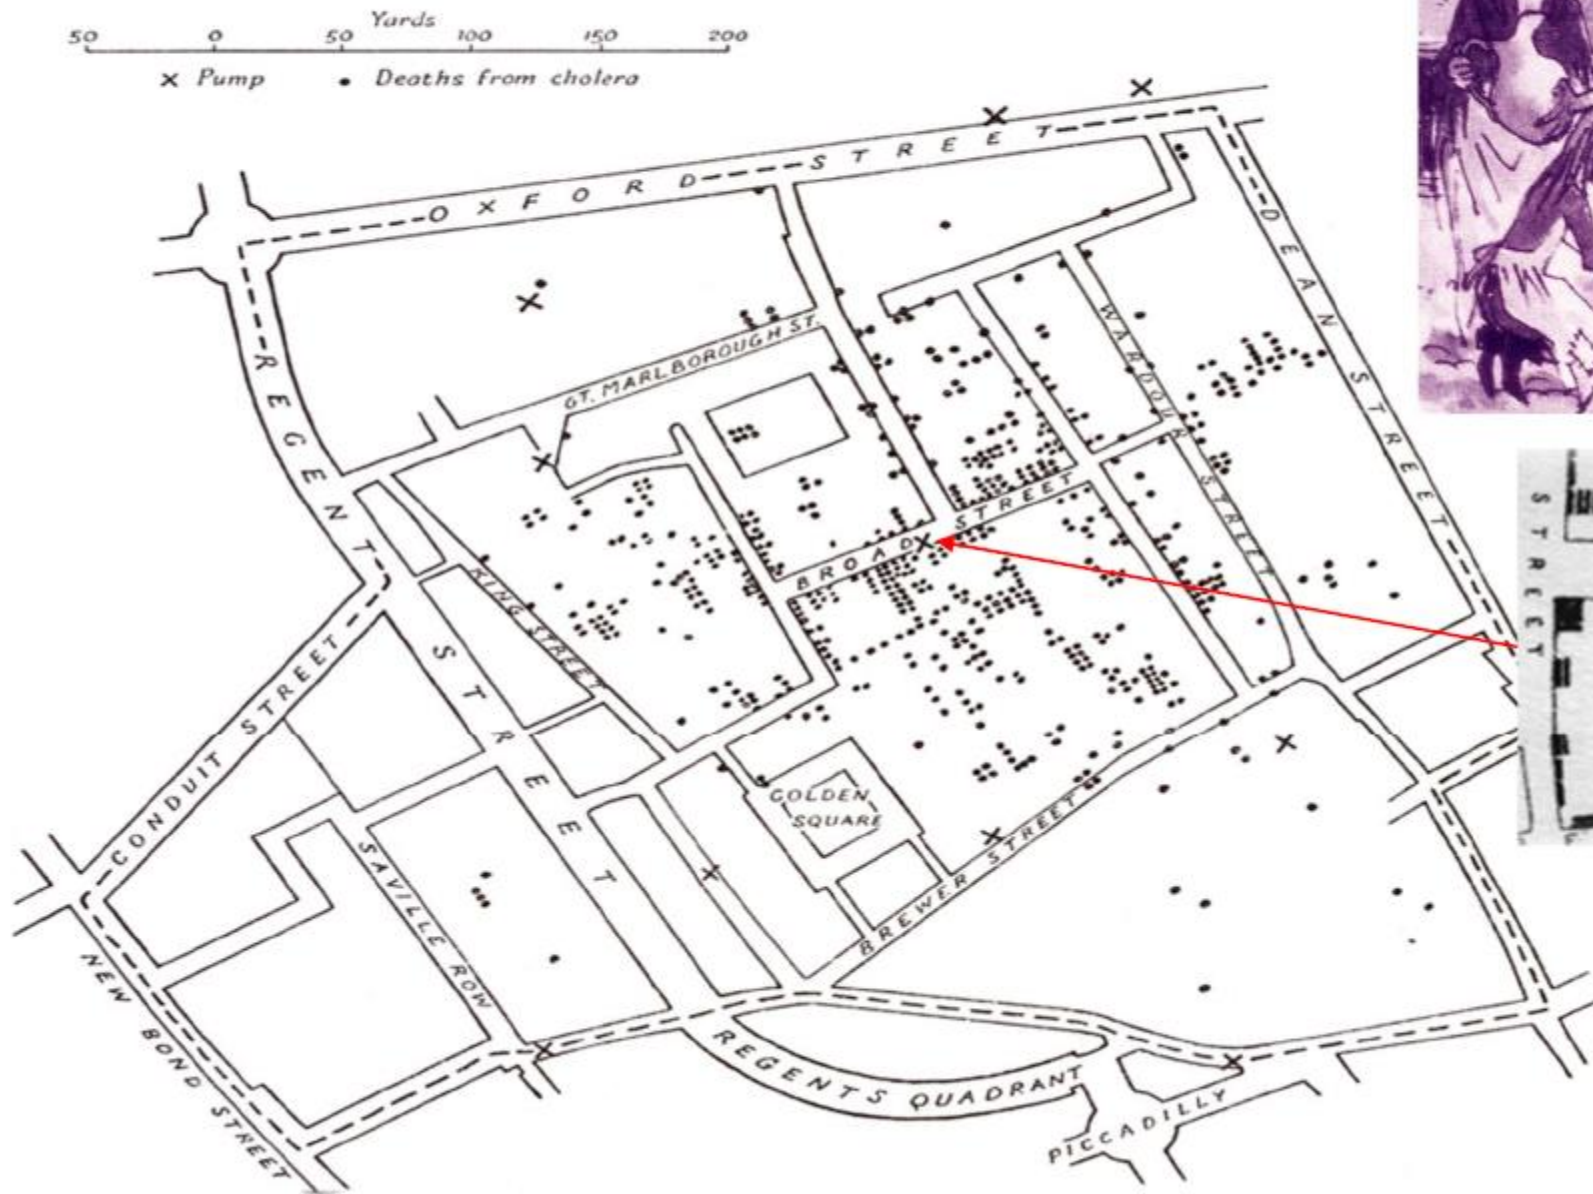 Yards
50 0 50 100 150 200
× Pump • Deaths from cholera
OXFORD STREET
DEAN STREET
REGENT STREET
GT. MARLBOROUGH ST.
WARDOUR STREET
BROAD STREET
KING STREET
CONDUIT STREET
GOLDEN
SQUARE
BREWER STREET
SAVILLE ROW
NEW BOND STREET
REGENTS QUADRANT
PICCADILLY
STREET